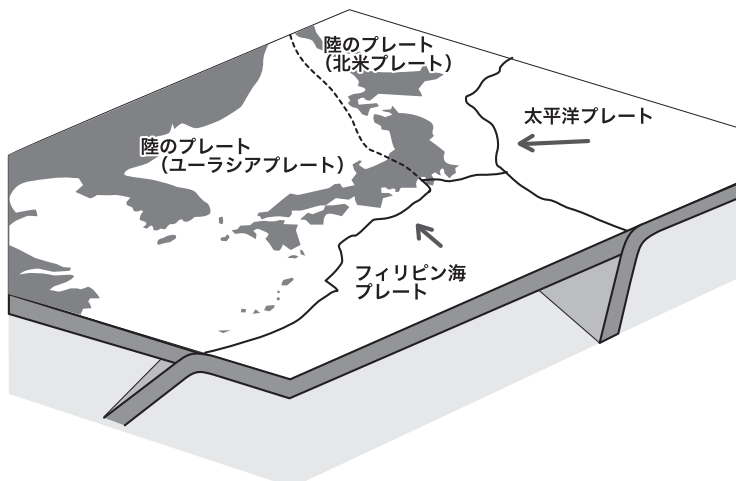 陸のプレート
（北米プレート）
太平洋プレート
陸のプレート
（ユーラシアプレート）
フィリピン海
プレート